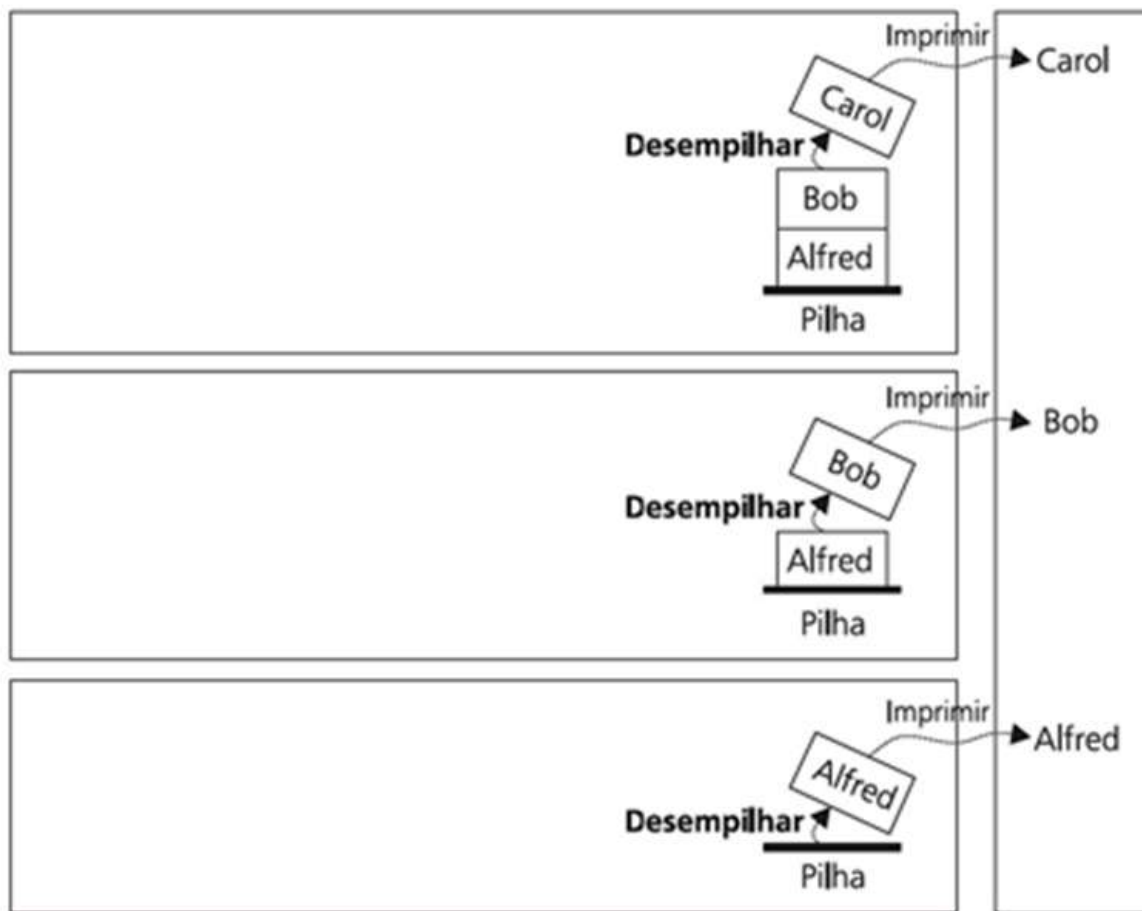 Imprimir
Carol
Carol
Desempilhar
Bob
Alfred
Pilha
Imprimir
Bob
Bob
Desempilhar
Alfred
Pilha
Imprimir
Alfred
Alfred
Desempilhar
Pilha